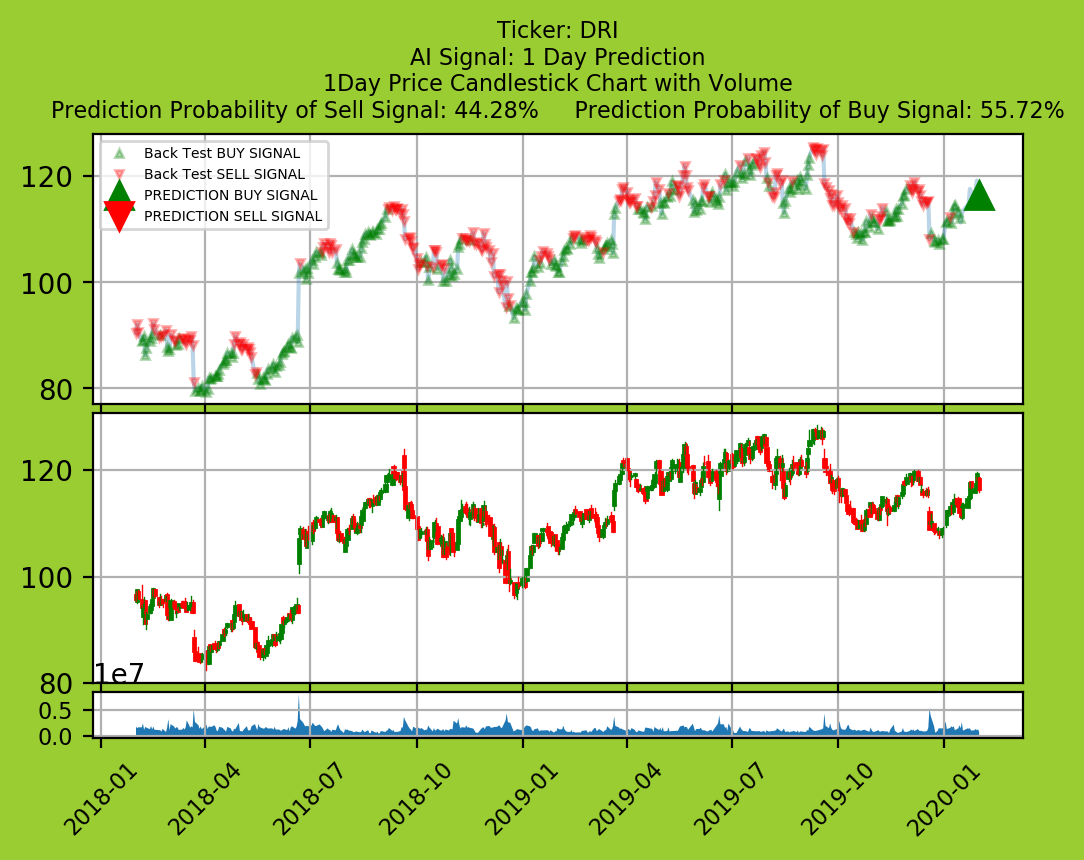 Ticker: DRI
AI Signal: 1 Day Prediction
1Day Price Candlestick Chart with Volume
Prediction Probability of Sell Signal: 44.28%     Prediction Probability of Buy Signal: 55.72%
Back Test BUY SIGNAL
Back Test SELL SIGNAL
PREDICTION BUY SIGNAL
PREDICTION SELL SIGNAL
120
100
80
120
100
80
1e7
0.5
0.0
2018-01
2018-04
2018-07
2018-10
2019-01
2019-04
2019-07
2019-10
2020-01